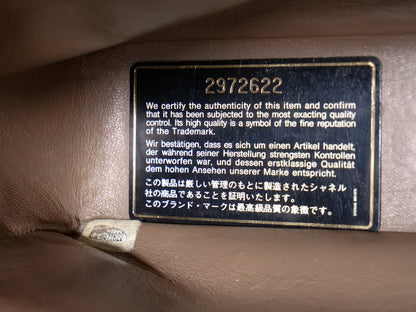 2972622
We certify the authenticity of this item and confirm
that it has been subjected to the most exacting quality
control. Its high quality is a symbol of the fine reputation
of the Trademark.
Wir bestätigen, dass es sich um einen Artikel handelt,
der während seiner Herstellung strengsten Kontrollen
unterworfen war, und dessen erstklassige Qualität
dem hohen Ansehen unserer Marke entspricht.
この製品は厳しい管理のもとに製造されたシャネル
社の商品であることを証明いたします。
このブランド・マークは最高級品質の象徴です。